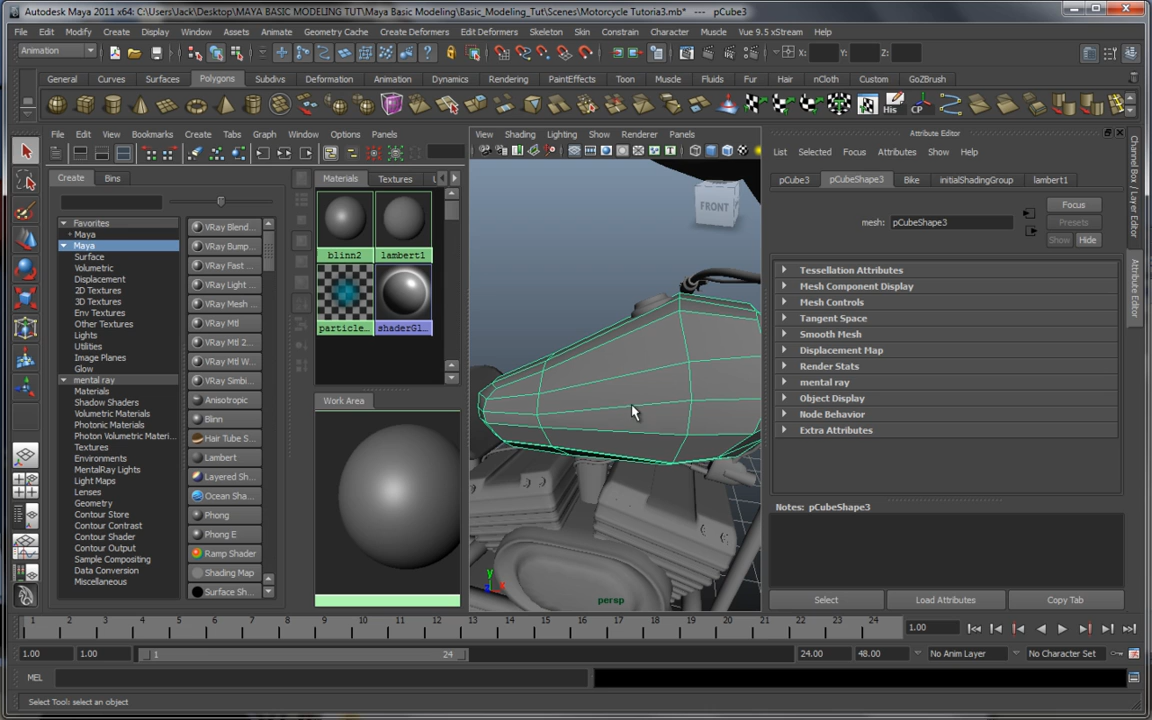 Autodesk Maya 2011 x64: C:\Users\Jack\Desktop\MAYA BASIC MODELING TUT\Maya Basic Modeling\Basic_Modeling_Tut\Scenes\Motorcycle Tutoria3.mb* --- pCube3
File Edit Modify Create Display Window Assets Animate Geometry Cache Create Deformers Edit Deformers Skeleton Skin Constrain Character Muscle Vue 9.5 xStream Help
Animation X: Y: Z:
General Curves Surfaces Polygons Subdivs Deformation Animation Dynamics Rendering PaintEffects Toon Muscle Fluids Fur Hair nCloth Custom GoZBrush
His CP
File Edit View Bookmarks Create Tabs Graph Window Options Panels
View Shading Lighting Show Renderer Panels
Attribute Editor
List Selected Focus Attributes Show Help
Create Bins
Materials Textures
pCube3 pCubeShape3 Bike initialShadingGroup lambert1
Focus
mesh: pCubeShape3 Presets
Show Hide
Favorites
+ Maya
Maya
Surface
Volumetric
Displacement
2D Textures
3D Textures
Env Textures
Other Textures
Lights
Utilities
Image Planes
Glow
mental ray
Materials
Shadow Shaders
Volumetric Materials
Photonic Materials
Photon Volumetric Materi...
Textures
Environments
MentalRay Lights
Light Maps
Lenses
Geometry
Contour Store
Contour Contrast
Contour Shader
Contour Output
Sample Compositing
Data Conversion
Miscellaneous
VRay Blend...
VRay Bump...
VRay Fast ...
VRay Light ...
VRay Mesh ...
VRay Mtl
VRay Mtl 2...
VRay Mtl W...
VRay Simbi...
Anisotropic
Blinn
Hair Tube S...
Lambert
Layered Sh...
Ocean Sha...
Phong
Phong E
Ramp Shader
Shading Map
Surface Sh...
blinn2 lambert1
particle… shaderGl…
Work Area
FRONT
y
persp
Tessellation Attributes
Mesh Component Display
Mesh Controls
Tangent Space
Smooth Mesh
Displacement Map
Render Stats
mental ray
Object Display
Node Behavior
Extra Attributes
Notes: pCubeShape3
Select Load Attributes Copy Tab
Channel Box / Layer Editor
Attribute Editor
1 2 3 4 5 6 7 8 9 10 11 12 13 14 15 16 17 18 19 20 21 22 23 24 1.00
1.00 1.00 1 24 24.00 48.00 No Anim Layer No Character Set
MEL
Select Tool: select an object